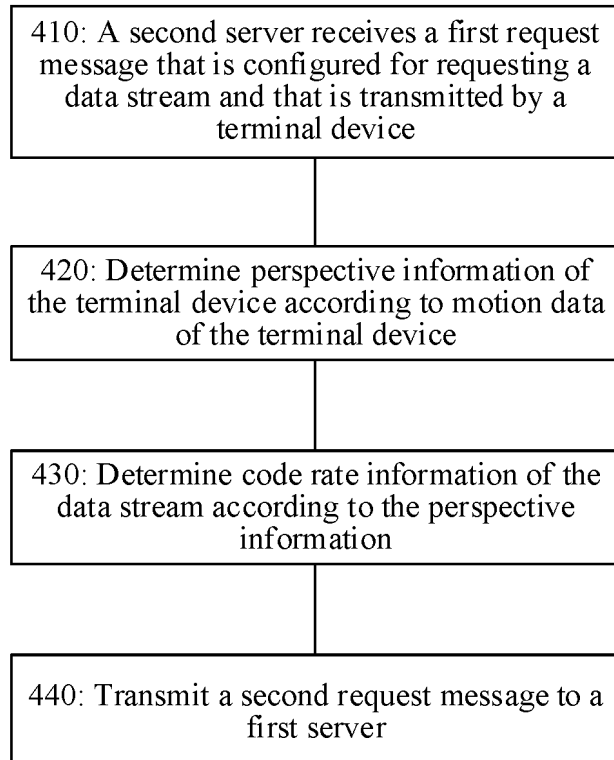 410: A second server receives a first request
message that is configured for requesting a
data stream and that is transmitted by a
terminal device
420: Determine perspective information of
the terminal device according to motion data
of the terminal device
430: Determine code rate information of the
data stream according to the perspective
information
440: Transmit a second request message to a
first server